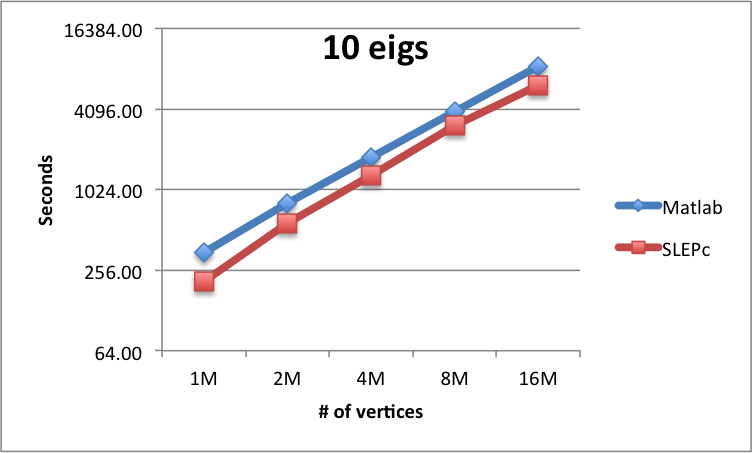 10 eigs
16384.00
4096.00
1024.00
256.00
64.00
Seconds
1M 2M 4M 8M 16M
# of vertices
Matlab
SLEPc